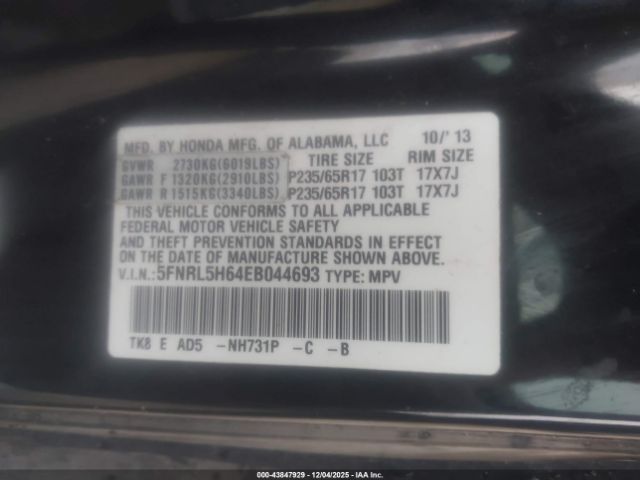 MFD. BY HONDA MFG. OF ALABAMA, LLC 10/'13
GVWR 2730KG(6019LBS) TIRE SIZE RIM SIZE
GAWR F 1320KG(2910LBS) P235/65R17 103T 17X7J
GAWR R 1515KG(3340LBS) P235/65R17 103T 17X7J
THIS VEHICLE CONFORMS TO ALL APPLICABLE
FEDERAL MOTOR VEHICLE SAFETY
AND THEFT PREVENTION STANDARDS IN EFFECT
ON THE DATE OF MANUFACTURE SHOWN ABOVE.
V.I.N.: 5FNRL5H64EB044693 TYPE: MPV
TK8 E AD5 -NH731P -C -B
000-43847929 - 12/04/2025 - IAAI.COM